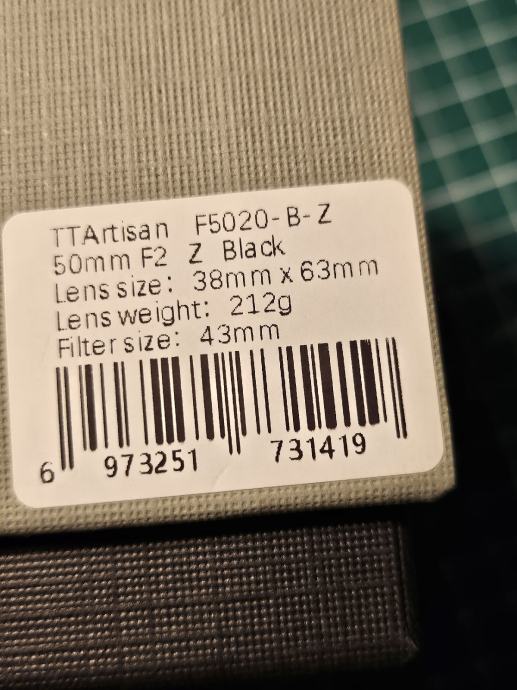 TTArtisan F5020-B-Z
50mm F2 Z Black
Lens size: 38mm x 63mm
Lens weight: 212g
Filter size: 43mm
6 973251 731419